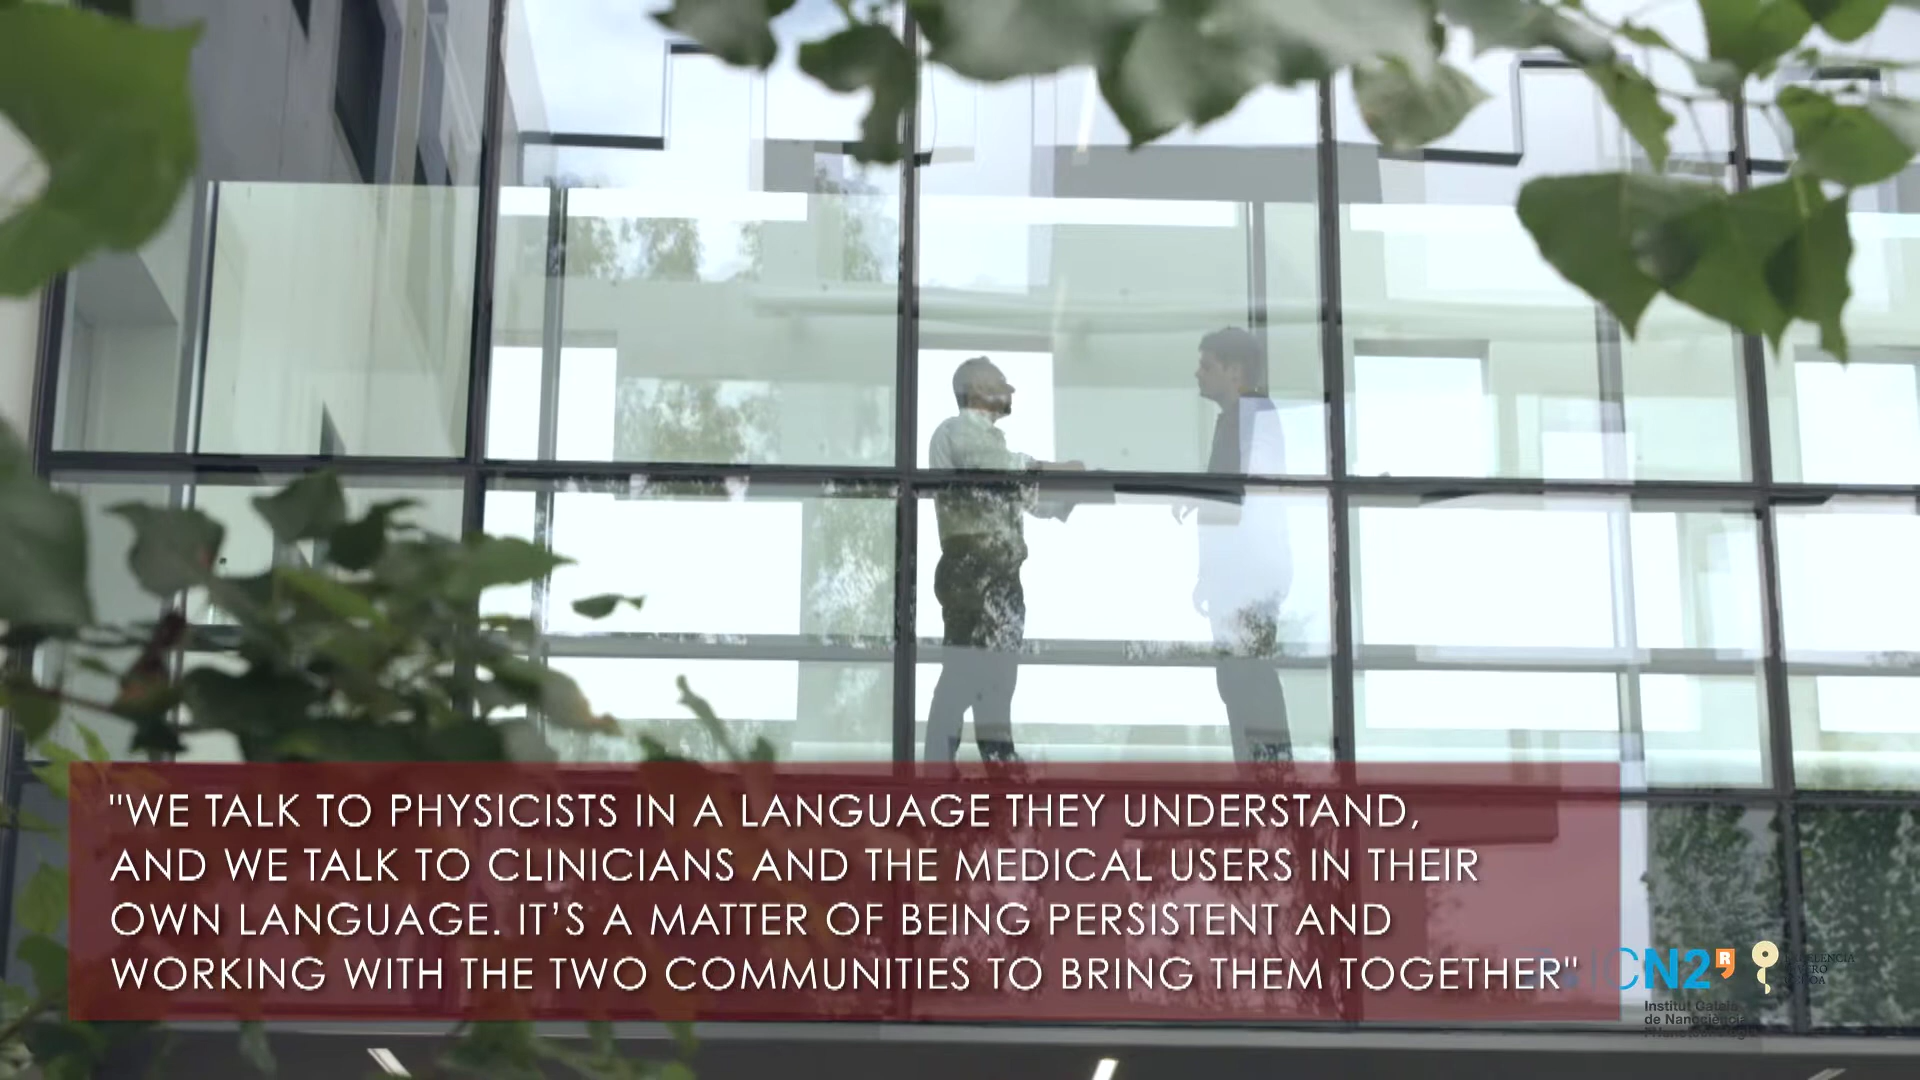 "WE TALK TO PHYSICISTS IN A LANGUAGE THEY UNDERSTAND,
AND WE TALK TO CLINICIANS AND THE MEDICAL USERS IN THEIR
OWN LANGUAGE. IT'S A MATTER OF BEING PERSISTENT AND
WORKING WITH THE TWO COMMUNITIES TO BRING THEM TOGETHER"
ICN2
Institut Català
de Nanociència